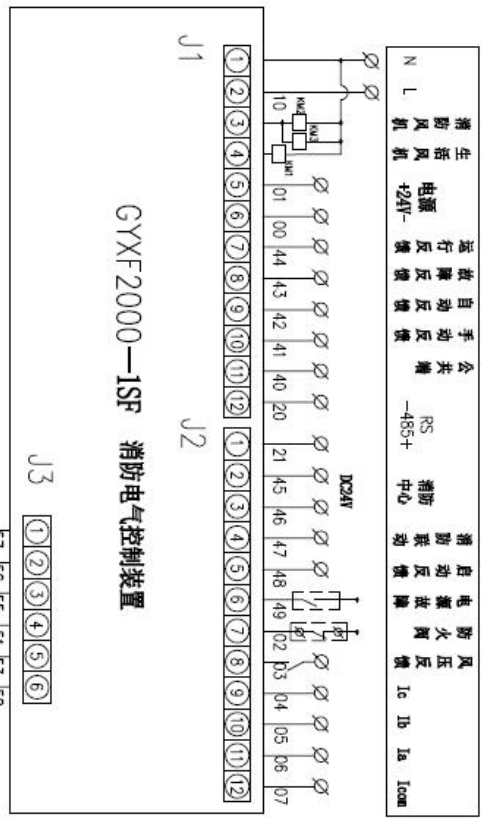 N
L
消防风机
生活风机
电源
+24V-
运行反馈
故障反馈
自动反馈
手动反馈
公共端
RS
-485+
消防
中心
消防联动
启动反馈
电源故障
防火阀
风压反馈
Ic
Ib
Ia
Icom
DC24V
KM2
KM3
KM1
10
01
00
44
43
42
41
40
20
21
45
46
47
48
49
02
03
04
05
06
07
J1
① ② ③ ④ ⑤ ⑥ ⑦ ⑧ ⑨ ⑩ ⑪ ⑫
J2
① ② ③ ④ ⑤ ⑥ ⑦ ⑧ ⑨ ⑩ ⑪ ⑫
GYXF2000—1SF 消防电气控制装置
J3
① ② ③ ④ ⑤ ⑥